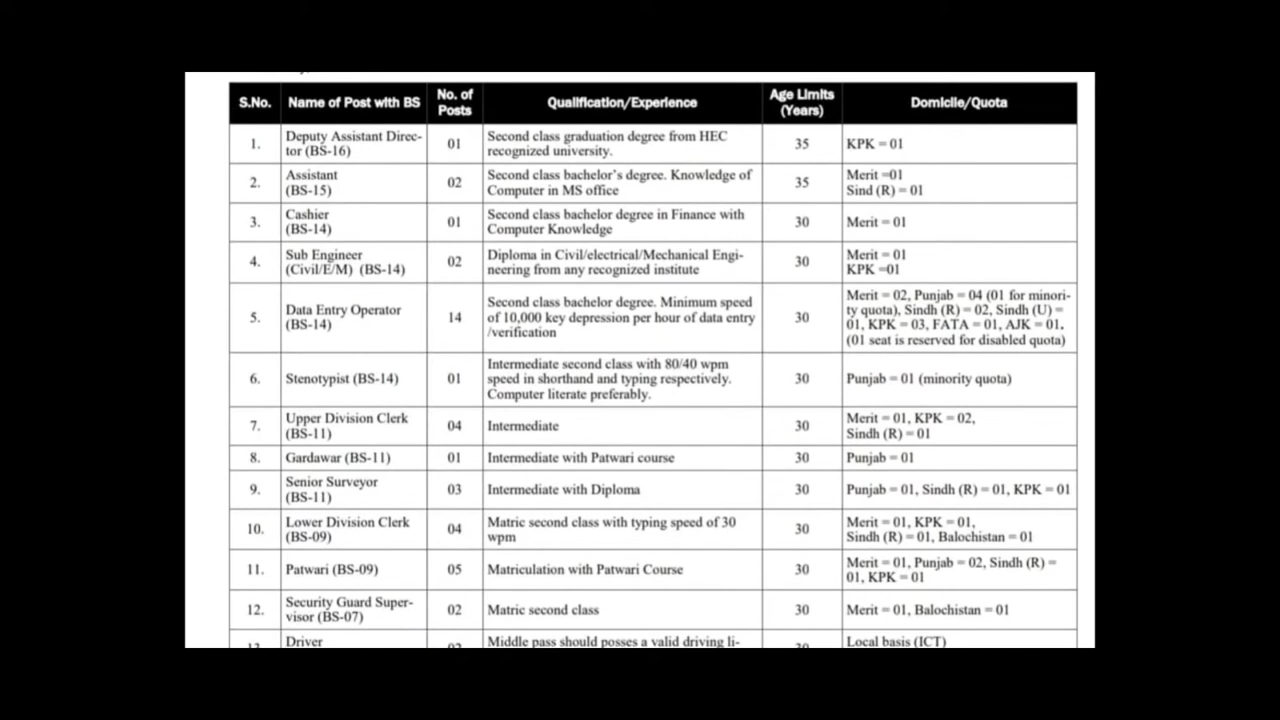 S.No. Name of Post with BS No. of Posts Qualification/Experience Age Limits (Years) Domicile/Quota
1. Deputy Assistant Direc-
tor (BS-16) 01 Second class graduation degree from HEC
recognized university. 35 KPK = 01
2. Assistant
(BS-15) 02 Second class bachelor's degree. Knowledge of
Computer in MS office 35 Merit =01
Sind (R) = 01
3. Cashier
(BS-14) 01 Second class bachelor degree in Finance with
Computer Knowledge 30 Merit = 01
4. Sub Engineer
(Civil/E/M) (BS-14) 02 Diploma in Civil/electrical/Mechanical Engi-
neering from any recognized institute 30 Merit = 01
KPK =01
5. Data Entry Operator
(BS-14) 14 Second class bachelor degree. Minimum speed
of 10,000 key depression per hour of data entry
/verification 30 Merit = 02, Punjab = 04 (01 for minori-
ty quota), Sindh (R) = 02, Sindh (U) =
01, KPK = 03, FATA = 01, AJK = 01.
(01 seat is reserved for disabled quota)
6. Stenotypist (BS-14) 01 Intermediate second class with 80/40 wpm
speed in shorthand and typing respectively.
Computer literate preferably. 30 Punjab = 01 (minority quota)
7. Upper Division Clerk
(BS-11) 04 Intermediate 30 Merit = 01, KPK = 02,
Sindh (R) = 01
8. Gardawar (BS-11) 01 Intermediate with Patwari course 30 Punjab = 01
9. Senior Surveyor
(BS-11) 03 Intermediate with Diploma 30 Punjab = 01, Sindh (R) = 01, KPK = 01
10. Lower Division Clerk
(BS-09) 04 Matric second class with typing speed of 30
wpm 30 Merit = 01, KPK = 01,
Sindh (R) = 01, Balochistan = 01
11. Patwari (BS-09) 05 Matriculation with Patwari Course 30 Merit = 01, Punjab = 02, Sindh (R) =
01, KPK = 01
12. Security Guard Super-
visor (BS-07) 02 Matric second class 30 Merit = 01, Balochistan = 01
Driver Middle pass should posses a valid driving li- Local basis (ICT)